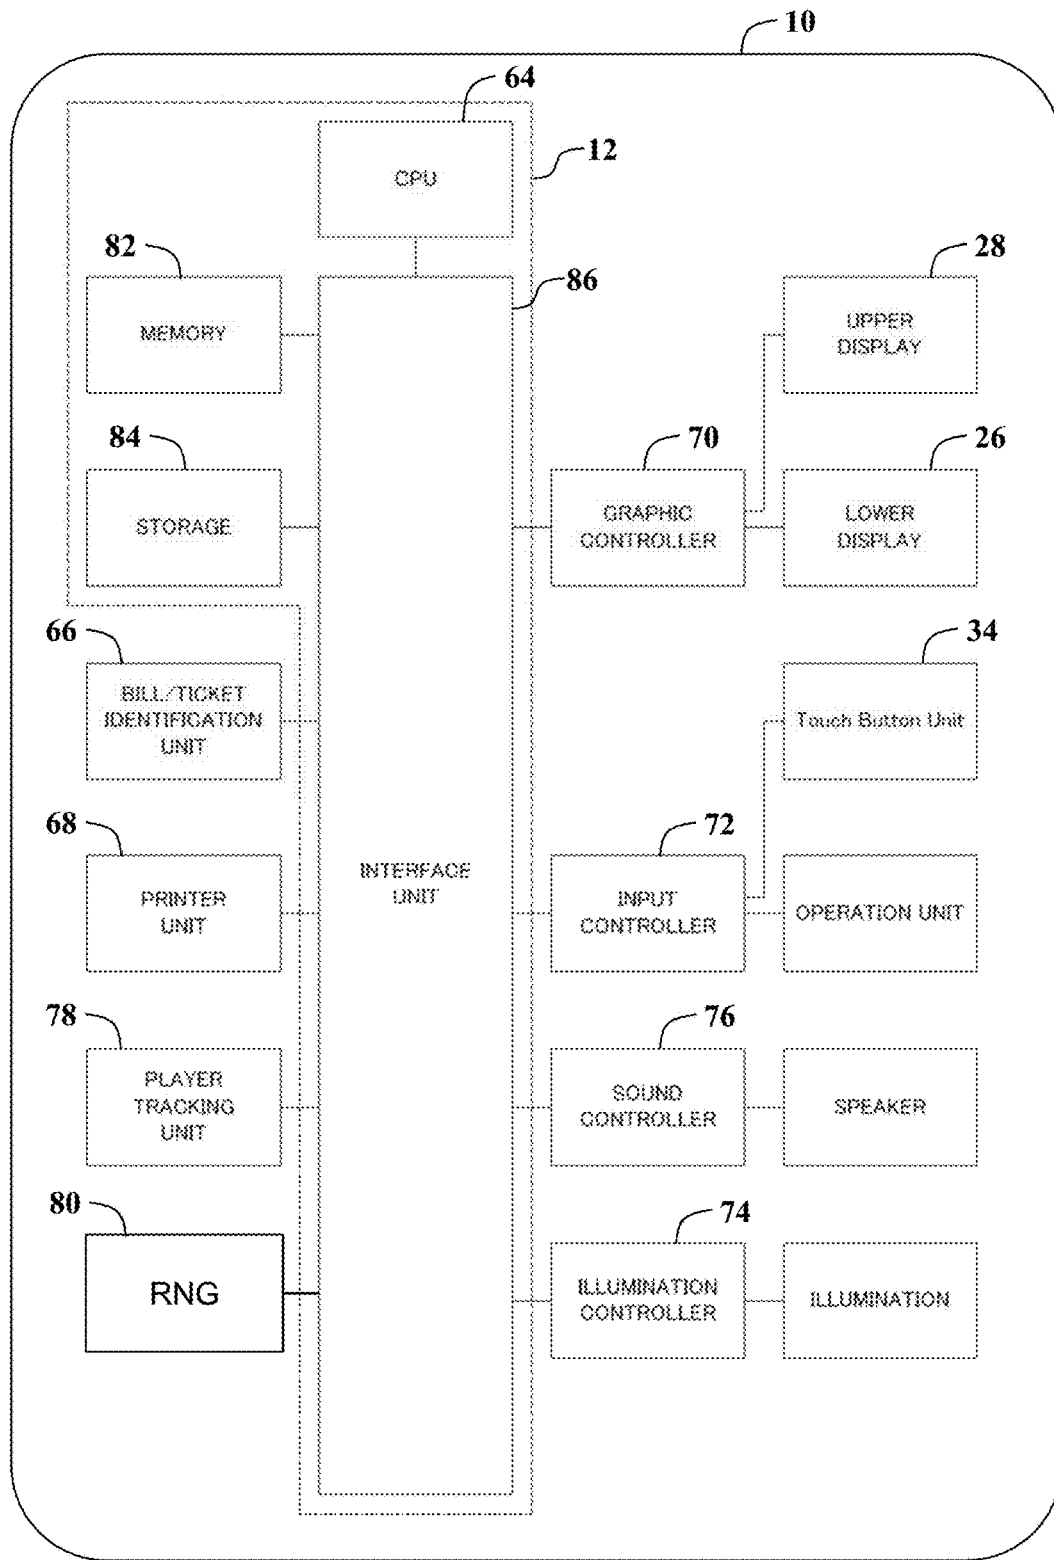 10
64
CPU
12
82
MEMORY
86
28
UPPER
DISPLAY
84
STORAGE
70
GRAPHIC
CONTROLLER
26
LOWER
DISPLAY
66
BILL/TICKET
IDENTIFICATION
UNIT
34
Touch Button Unit
68
PRINTER
UNIT
INTERFACE
UNIT
72
INPUT
CONTROLLER
OPERATION UNIT
78
PLAYER
TRACKING
UNIT
76
SOUND
CONTROLLER
SPEAKER
80
RNG
74
ILLUMINATION
CONTROLLER
ILLUMINATION